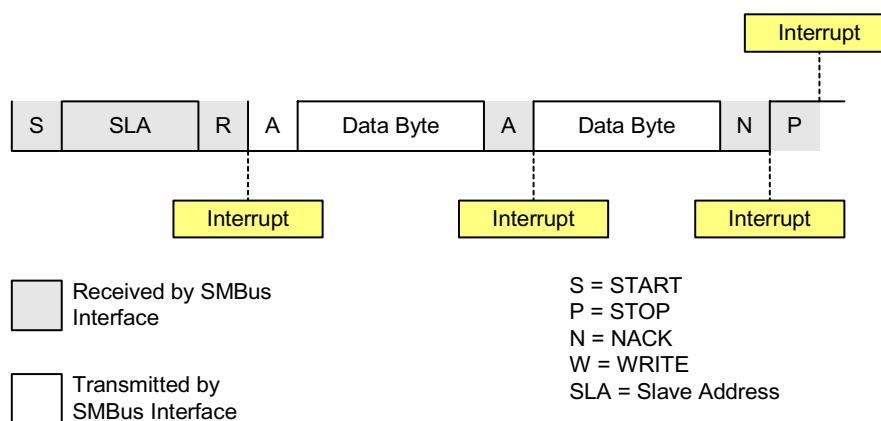 Interrupt
S SLA R A Data Byte A Data Byte N P
Interrupt Interrupt Interrupt
Received by SMBus
Interface
Transmitted by
SMBus Interface
S = START
P = STOP
N = NACK
W = WRITE
SLA = Slave Address